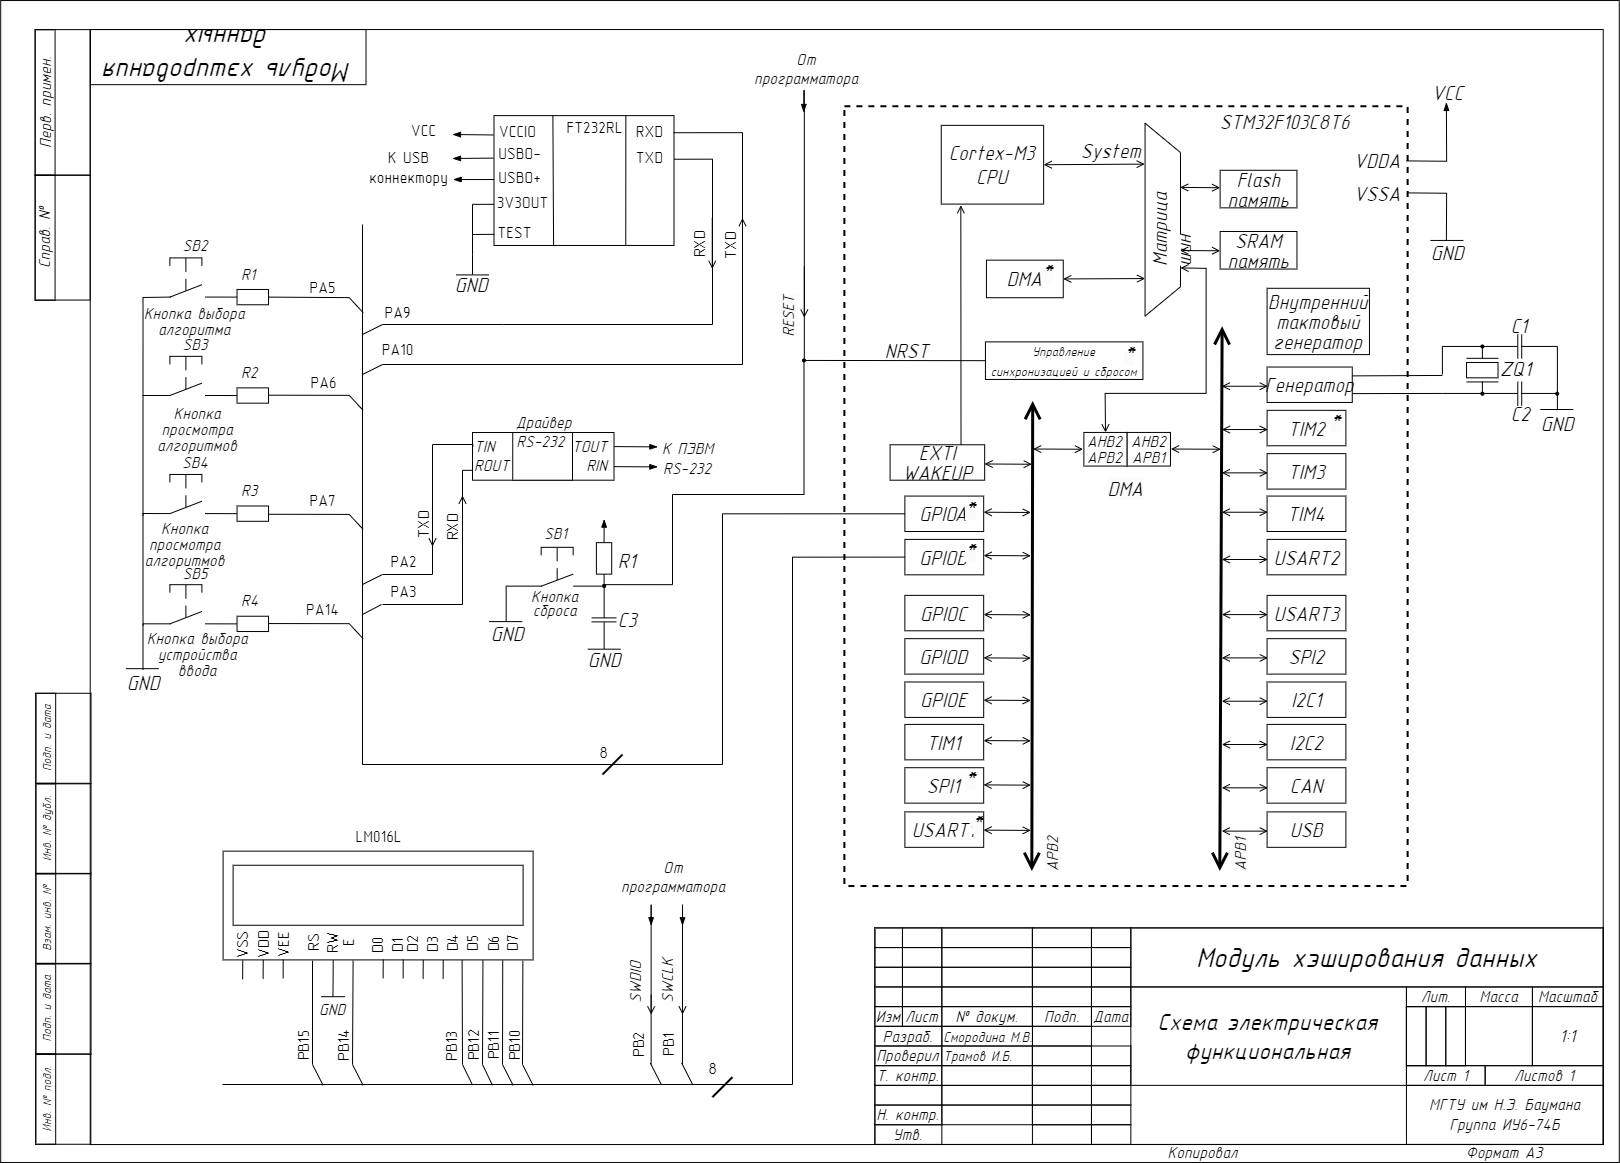 Модуль хэширования
данных
Перв. примен.
Справ. №
Подп. и дата
Инв. № дубл.
Взам. инв. №
Подп. и дата
Инв. № подл.
VCC
К USB
коннектору
VCCIO
USBO-
USBO+
3V3OUT
TEST
FT232RL
RXD
TXD
GND
RXD
TXD
SB2
R1
PA5
Кнопка выбора
алгоритма
SB3
R2
PA6
Кнопка
просмотра
алгоритмов
SB4
R3
PA7
Кнопка
просмотра
алгоритмов
SB5
R4
PA14
Кнопка выбора
устройства
ввода
GND
PA9
PA10
PA2
PA3
TXD
RXD
Драйвер
TIN
ROUT
RS-232
TOUT
RIN
К ПЭВМ
RS-232
SB1
Кнопка
сброса
R1
C3
GND
GND
8
От
программатора
RESET
NRST
STM32F103C8T6
Cortex-M3
CPU
System
Матрица
шин
Flash
память
SRAM
память
DMA *
Управление *
синхронизацией и сбросом
Внутренний
тактовый
генератор
Генератор
VCC
VDDA
VSSA
GND
C1
ZQ1
C2
GND
AHB2
APB2
AHB2
APB1
DMA
EXTI
WAKEUP
GPIOA *
GPIOE *
GPIOC
GPIOD
GPIOE
TIM1
SPI1 *
USART. *
APB2
TIM2 *
TIM3
TIM4
USART2
USART3
SPI2
I2C1
I2C2
CAN
USB
APB1
LM016L
VSS
VDD
VEE
RS
RW
E
D0
D1
D2
D3
D4
D5
D6
D7
GND
PB15
PB14
PB13
PB12
PB11
PB10
От
программатора
SWDIO
SWCLK
PB2
PB1
8
Модуль хэширования данных
Схема электрическая
функциональная
Изм Лист № докум. Подп. Дата
Разраб. Смородина М.В.
Проверил Трамов И.Б.
Т. контр.
Н. контр.
Утв.
Лит. Масса Масштаб
1:1
Лист 1 Листов 1
МГТУ им Н.Э. Баумана
Группа ИУ6-74Б
Копировал Формат А3